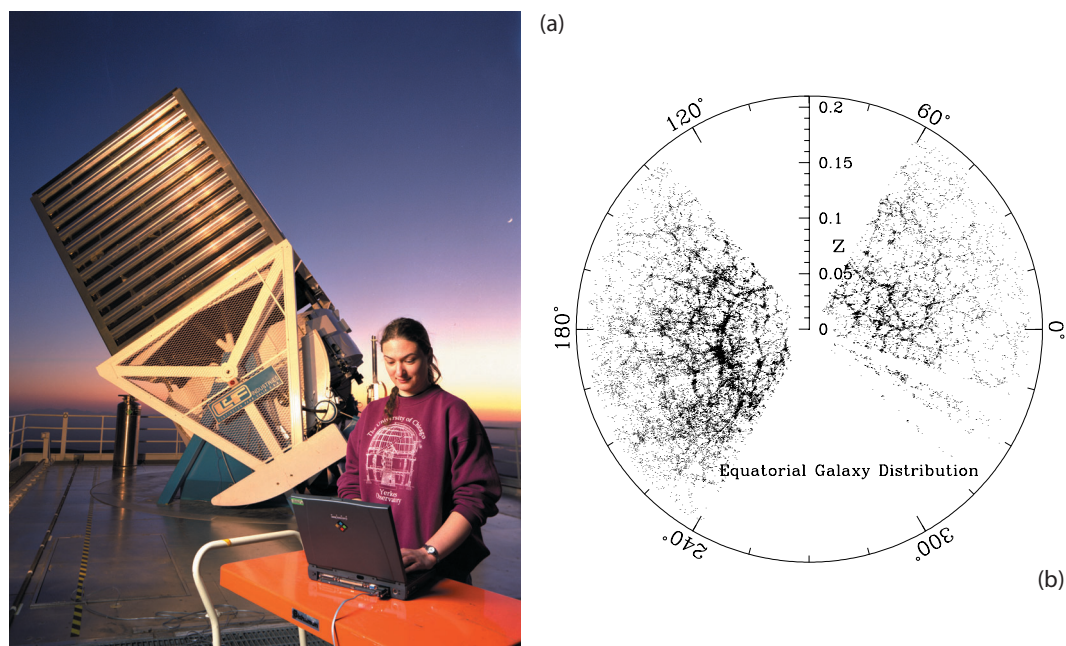 (a)
The University of Chicago
Yerkes
Observatory
120°
60°
0.2
0.15
0.1
Z
0.05
0
180°
0°
Equatorial Galaxy Distribution
240°
300°
(b)